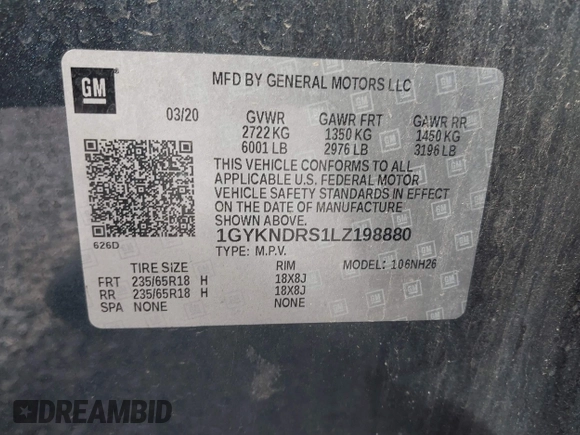 GM
MFD BY GENERAL MOTORS LLC
03/20 GVWR GAWR FRT GAWR RR
2722 KG 1350 KG 1450 KG
6001 LB 2976 LB 3196 LB
THIS VEHICLE CONFORMS TO ALL
APPLICABLE U.S. FEDERAL MOTOR
VEHICLE SAFETY STANDARDS IN EFFECT
ON THE DATE OF MANUFACTURE
SHOWN ABOVE.
1GYKNDRS1LZ198880
626D TYPE: M.P.V.
TIRE SIZE RIM MODEL: 106NH26
FRT 235/65R18 H 18X8J
RR 235/65R18 H 18X8J
SPA NONE NONE
DREAMBID